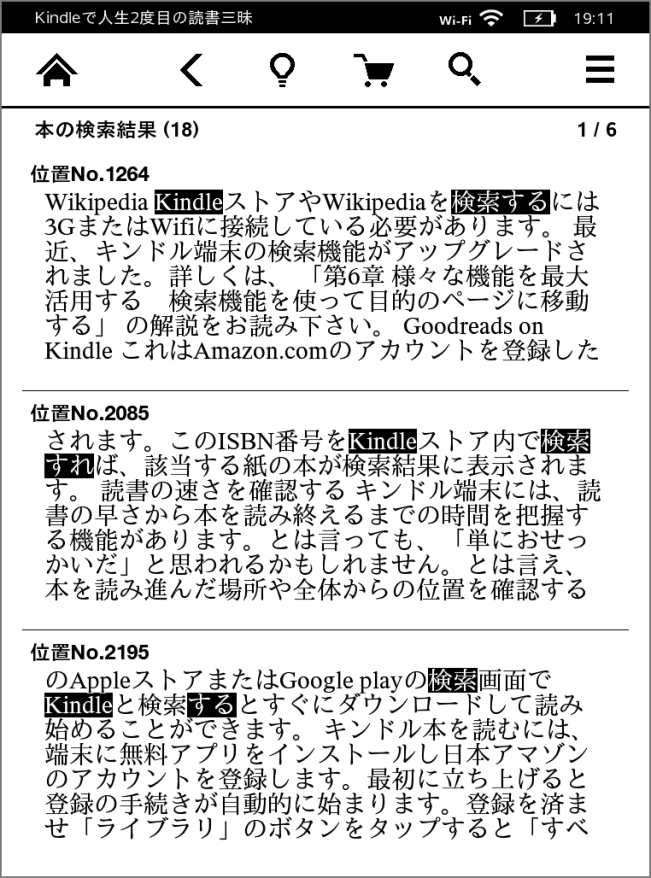 Kindleで人生2度目の読書三昧 Wi-Fi 19:11
本の検索結果 (18) 1 / 6
位置No.1264
Wikipedia KindleストアやWikipediaを検索するには
3GまたはWifiに接続している必要があります。 最
近、キンドル端末の検索機能がアップグレードさ
れました。詳しくは、 「第6章 様々な機能を最大
活用する　検索機能を使って目的のページに移動
する」 の解説をお読み下さい。 Goodreads on
Kindle これはAmazon.comのアカウントを登録した
位置No.2085
されます。このISBN番号をKindleストア内で検索
すれば、該当する紙の本が検索結果に表示されま
す。 読書の速さを確認する キンドル端末には、読
書の早さから本を読み終えるまでの時間を把握す
る機能があります。とは言っても、「単におせっ
かいだ」と思われるかもしれません。とは言え、
本を読み進んだ場所や全体からの位置を確認する
位置No.2195
のAppleストアまたはGoogle playの検索画面で
Kindleと検索するとすぐにダウンロードして読み
始めることができます。 キンドル本を読むには、
端末に無料アプリをインストールし日本アマゾン
のアカウントを登録します。最初に立ち上げると
登録の手続きが自動的に始まります。登録を済ま
せ「ライブラリ」のボタンをタップすると「すべ